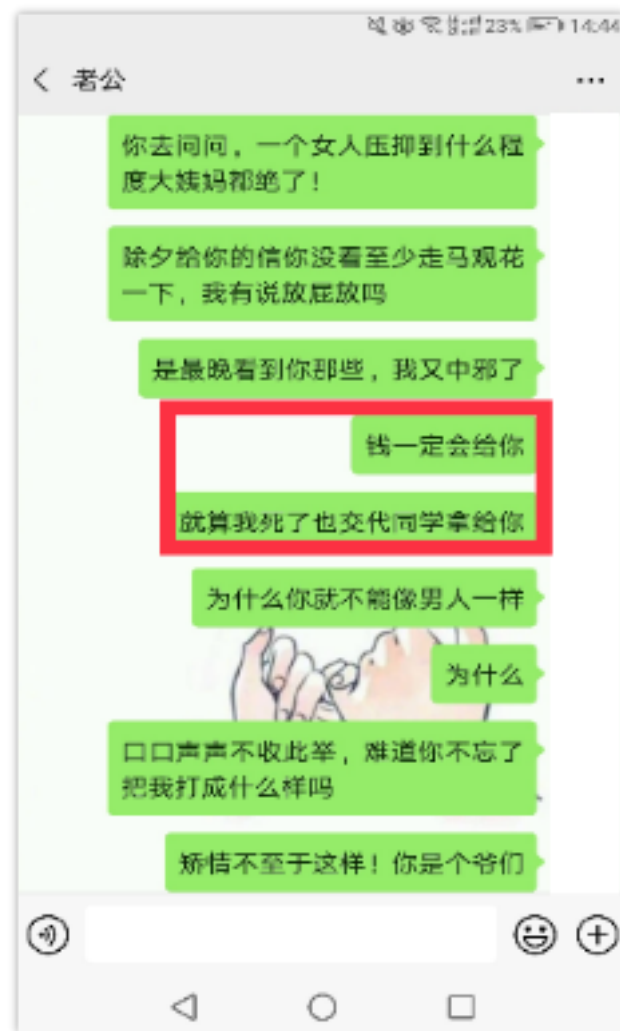 23% 14:44
老公
你去问问，一个女人压抑到什么程
度大姨妈都绝了！
除夕给你的信你没看至少走马观花
一下，我有说放屁放吗
是最晚看到你那些，我又中邪了
钱一定会给你
就算我死了也交代同学拿给你
为什么你就不能像男人一样
为什么
口口声声不收此举，难道你不忘了
把我打成什么样吗
矫情不至于这样！你是个爷们